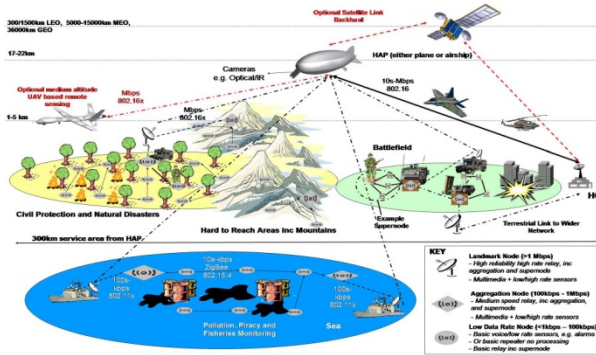 300/1500km LEO, 5000-15000km MEO,
36000km GEO
Optional Satellite Link
Backhaul
17-22km
HAP (either plane or airship)
Cameras
e.g. Optical/IR
Optional medium altitude
UAV based remote
sensing
Mbps
802.16x
Mbps
802.16x
10s-Mbps
802.16
1-5 km
Battlefield
Civil Protection and Natural Disasters
Hard to Reach Areas inc Mountains
Example
Supernode
Terrestrial Link to Wider
Network
300km service area from HAP
100s-
kbps
802.11x
10s-kbps
ZigBee
802.15.4
100s-
kbps
802.11x
Pollution, Piracy and
Fisheries Monitoring
Sea
KEY
Landmark Node (>1 Mbps)
- High reliability high rate relay, inc
aggregation and supernode
- Multimedia + low/high rate sensors
Aggregation Node (100kbps - 1Mbps)
- Medium speed relay, inc aggregation,
and supernode
- Multimedia + low/high rate sensors
Low Data Rate Node (<1kbps – 100kbps)
- Basic voice/low rate sensors, e.g. alarms
- Or basic repeater no processing
- Basic relay inc supernode